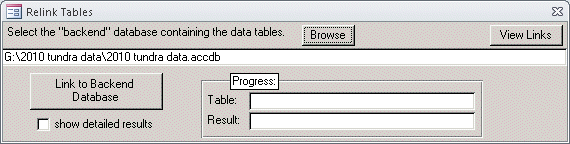 Relink Tables
Select the "backend" database containing the data tables. Browse View Links
G:\2010 tundra data\2010 tundra data.accdb
Link to Backend
Database
show detailed results
Progress:
Table:
Result: